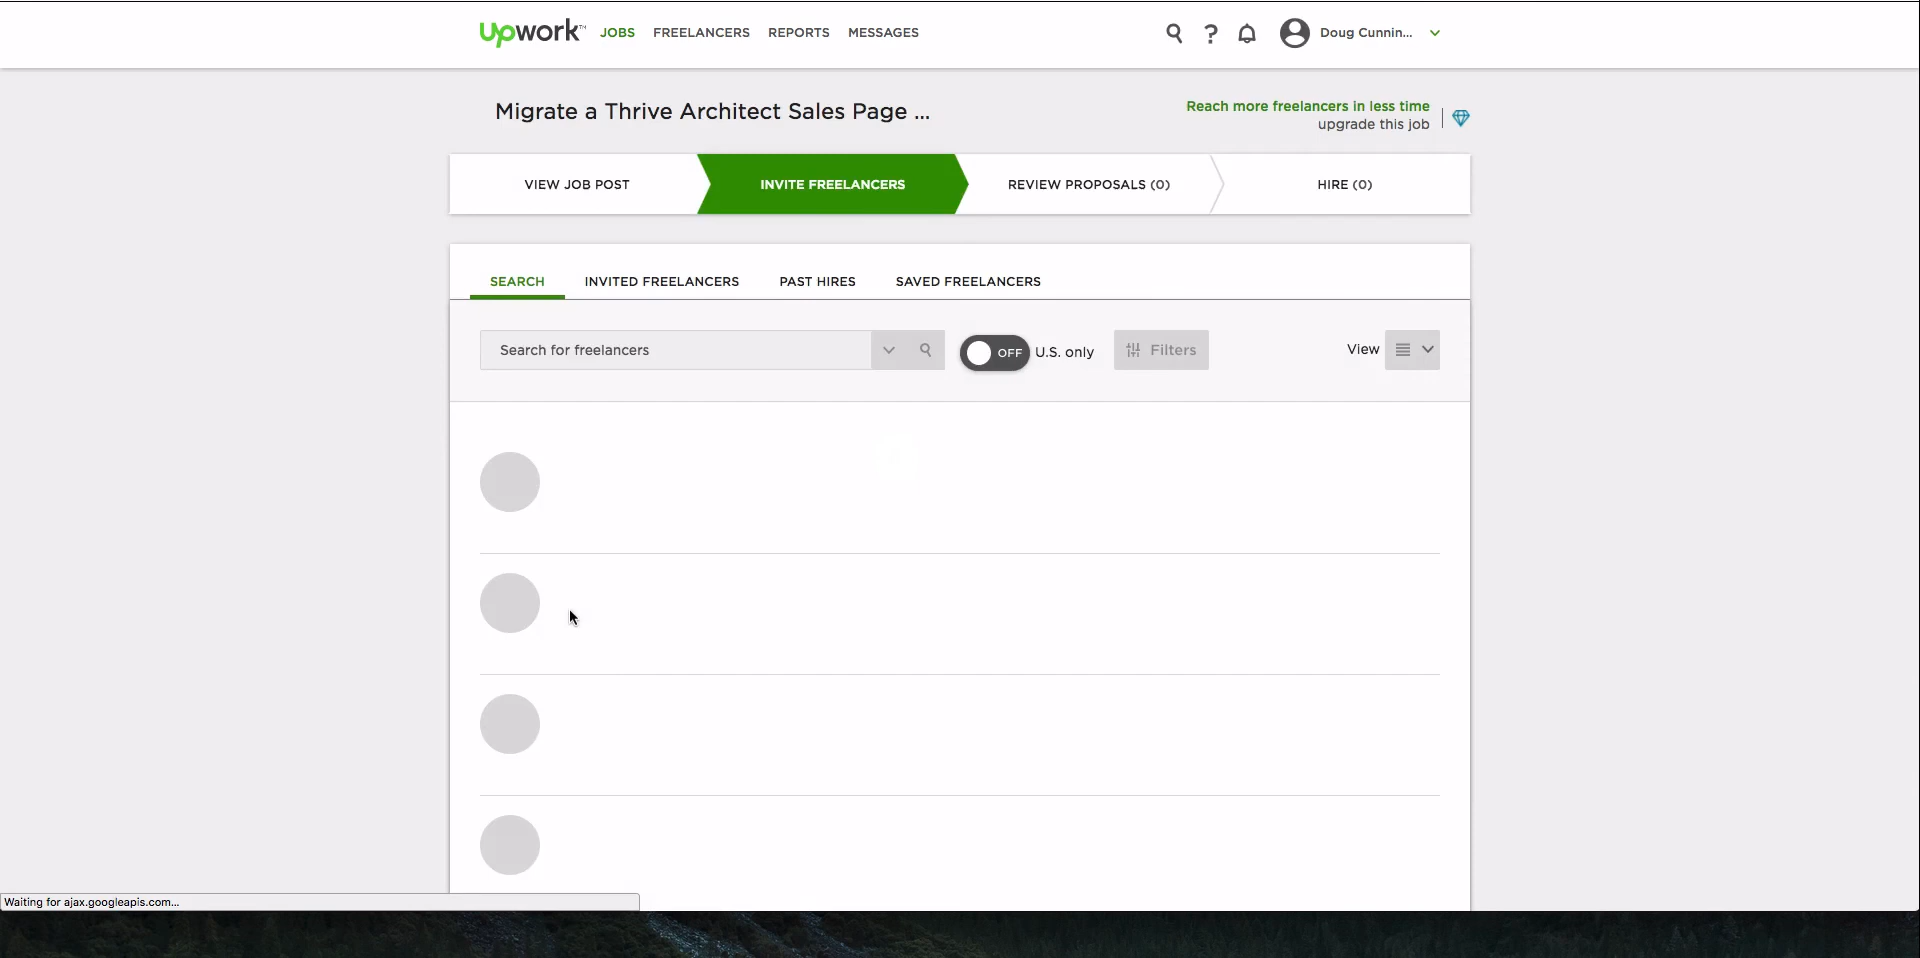 Upwork™ JOBS FREELANCERS REPORTS MESSAGES ? Doug Cunnin...
Migrate a Thrive Architect Sales Page ...
Reach more freelancers in less time
upgrade this job
VIEW JOB POST INVITE FREELANCERS REVIEW PROPOSALS (0) HIRE (0)
SEARCH INVITED FREELANCERS PAST HIRES SAVED FREELANCERS
Search for freelancers OFF U.S. only Filters View
Waiting for ajax.googleapis.com...